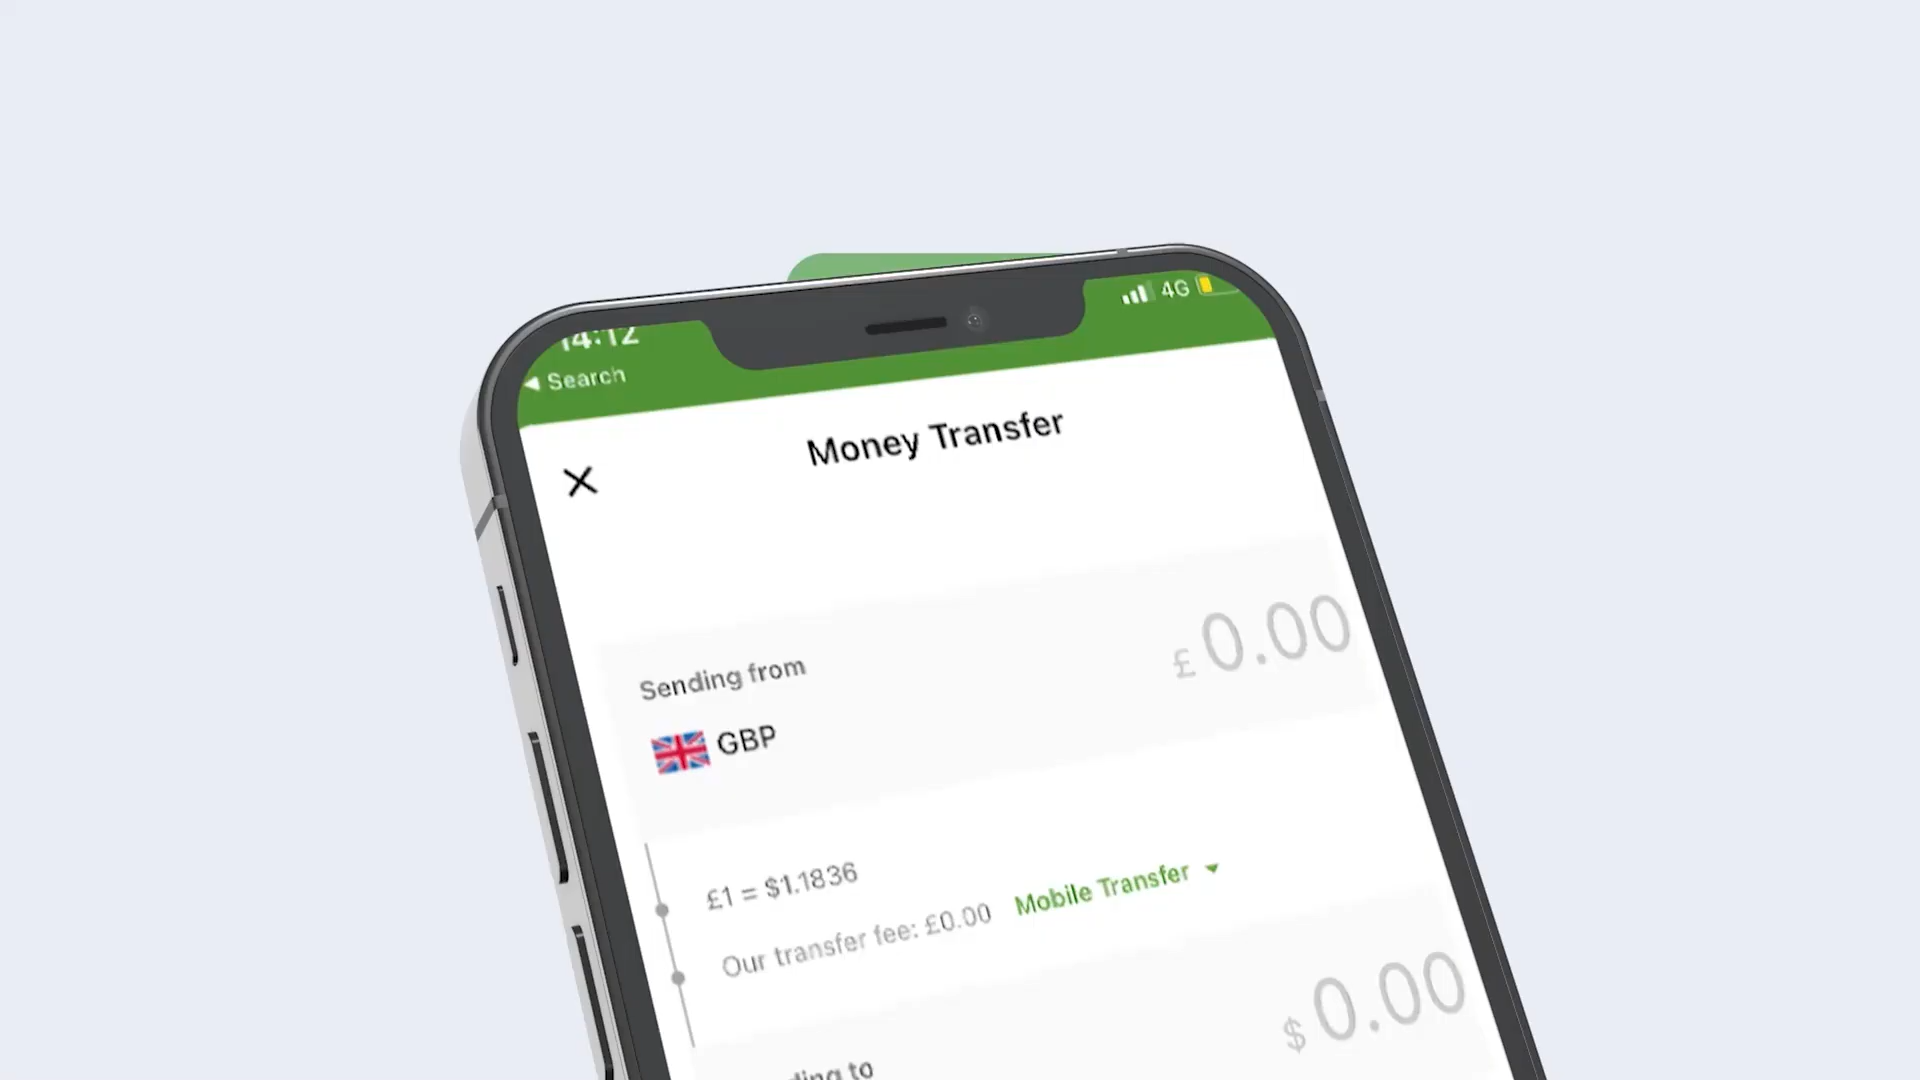 14:12
4G
Search
Money Transfer
Sending from
£0.00
GBP
£1 = $1.1836
Our transfer fee: £0.00 Mobile Transfer
$0.00
to